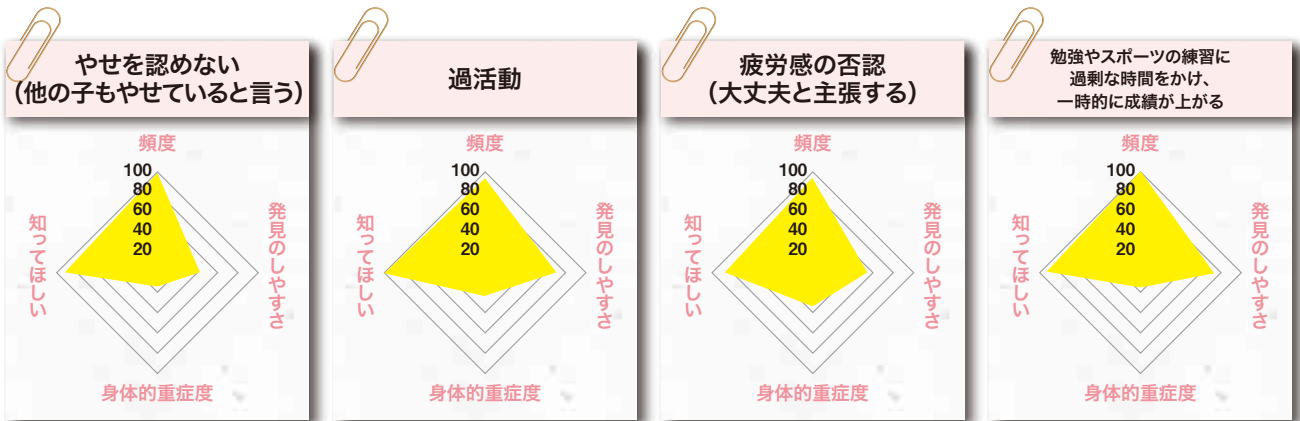 やせを認めない
(他の子もやせていると言う)
頻度
100
80
60
40
20
知ってほしい
発見のしやすさ
身体的重症度
過活動
頻度
100
80
60
40
20
知ってほしい
発見のしやすさ
身体的重症度
疲労感の否認
(大丈夫と主張する)
頻度
100
80
60
40
20
知ってほしい
発見のしやすさ
身体的重症度
勉強やスポーツの練習に
過剰な時間をかけ、
一時的に成績が上がる
頻度
100
80
60
40
20
知ってほしい
発見のしやすさ
身体的重症度